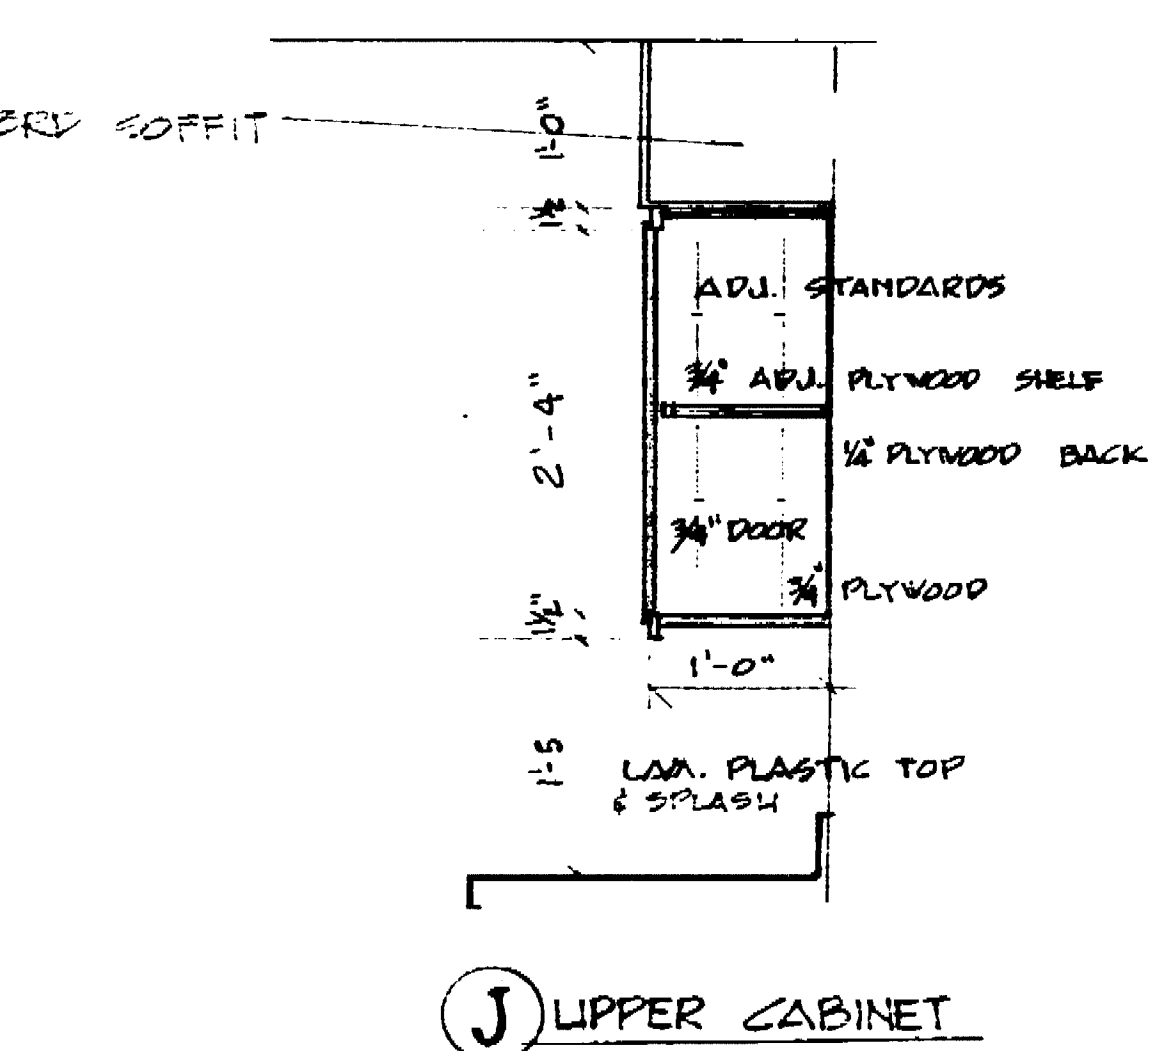 SOFFIT
1'-0"
1½
ADJ. STANDARDS
¾" ADJ. PLYWOOD SHELF
2'-4"
¼" PLYWOOD BACK
¾" DOOR
¾" PLYWOOD
1½"
1'-0"
1'-5
LAM. PLASTIC TOP
& SPLASH
J UPPER CABINET